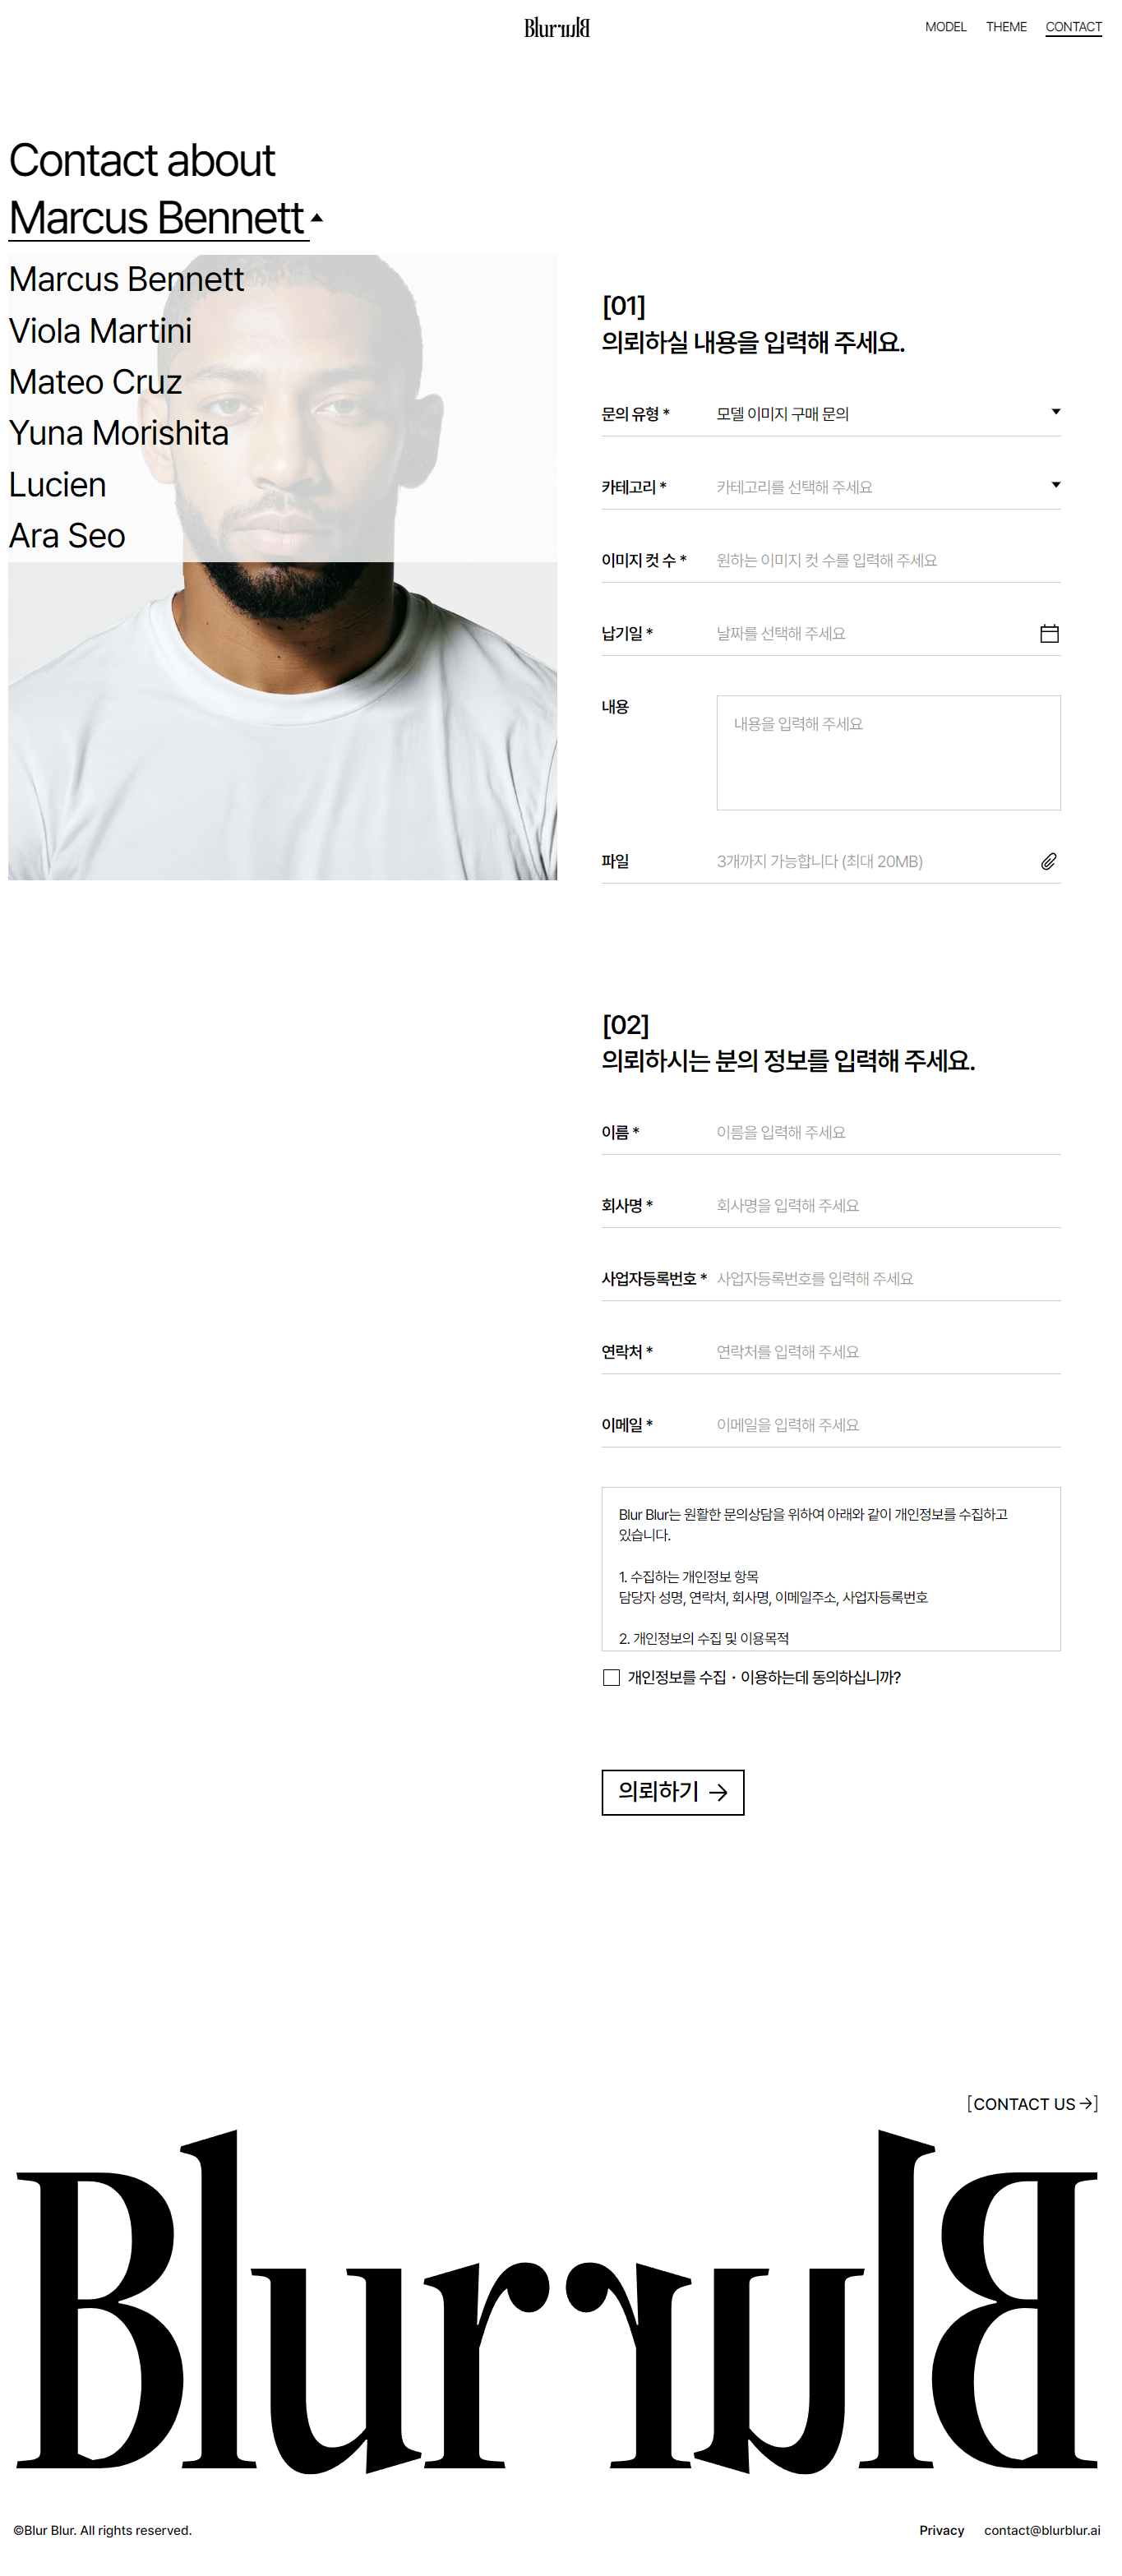 Blur Blur
MODEL THEME CONTACT
Contact about
Marcus Bennett
Marcus Bennett
Viola Martini
Mateo Cruz
Yuna Morishita
Lucien
Ara Seo
[01]
의뢰하실 내용을 입력해 주세요.
문의 유형 * 모델 이미지 구매 문의
카테고리 * 카테고리를 선택해 주세요
이미지 컷 수 * 원하는 이미지 컷 수를 입력해 주세요
납기일 * 날짜를 선택해 주세요
내용 내용을 입력해 주세요
파일 3개까지 가능합니다 (최대 20MB)
[02]
의뢰하시는 분의 정보를 입력해 주세요.
이름 * 이름을 입력해 주세요
회사명 * 회사명을 입력해 주세요
사업자등록번호 * 사업자등록번호를 입력해 주세요
연락처 * 연락처를 입력해 주세요
이메일 * 이메일을 입력해 주세요
Blur Blur는 원활한 문의상담을 위하여 아래와 같이 개인정보를 수집하고
있습니다.
1. 수집하는 개인정보 항목
담당자 성명, 연락처, 회사명, 이메일주소, 사업자등록번호
2. 개인정보의 수집 및 이용목적
개인정보를 수집・이용하는데 동의하십니까?
의뢰하기 →
[CONTACT US →]
Blur Blur
©Blur Blur. All rights reserved.
Privacy contact@blurblur.ai